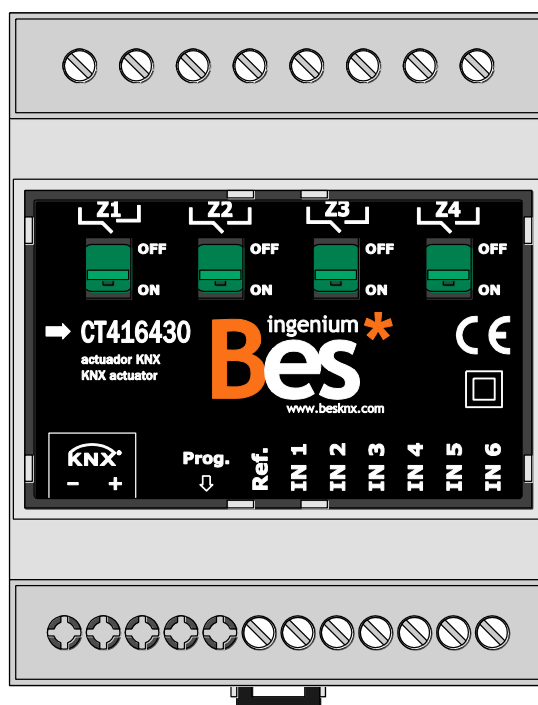 Z1 Z2 Z3 Z4
OFF OFF OFF OFF
ON ON ON ON
CT416430
actuador KNX
KNX actuator
ingenium
Bes
www.besknx.com
CE
KNX
- +
Prog.
Ref.
IN 1
IN 2
IN 3
IN 4
IN 5
IN 6